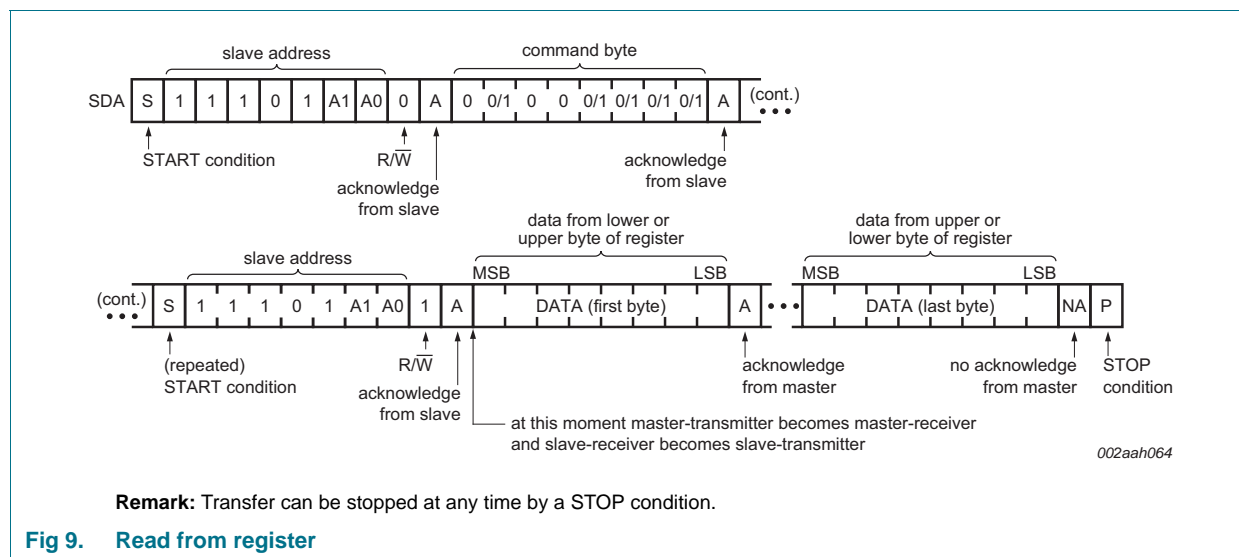 slave address command byte
SDA S 1 1 1 0 1 A1 A0 0 A 0 0/1 0 0 0/1 0/1 0/1 0/1 A (cont.)
START condition R/W̅ acknowledge from slave acknowledge from slave
data from lower or upper byte of register data from upper or lower byte of register
slave address MSB LSB MSB LSB
(cont.) S 1 1 1 0 1 A1 A0 1 A DATA (first byte) A DATA (last byte) NA P
(repeated) START condition R/W̅ acknowledge from slave acknowledge from master no acknowledge from master STOP condition
at this moment master-transmitter becomes master-receiver
and slave-receiver becomes slave-transmitter
002aah064
Remark: Transfer can be stopped at any time by a STOP condition.
Fig 9. Read from register